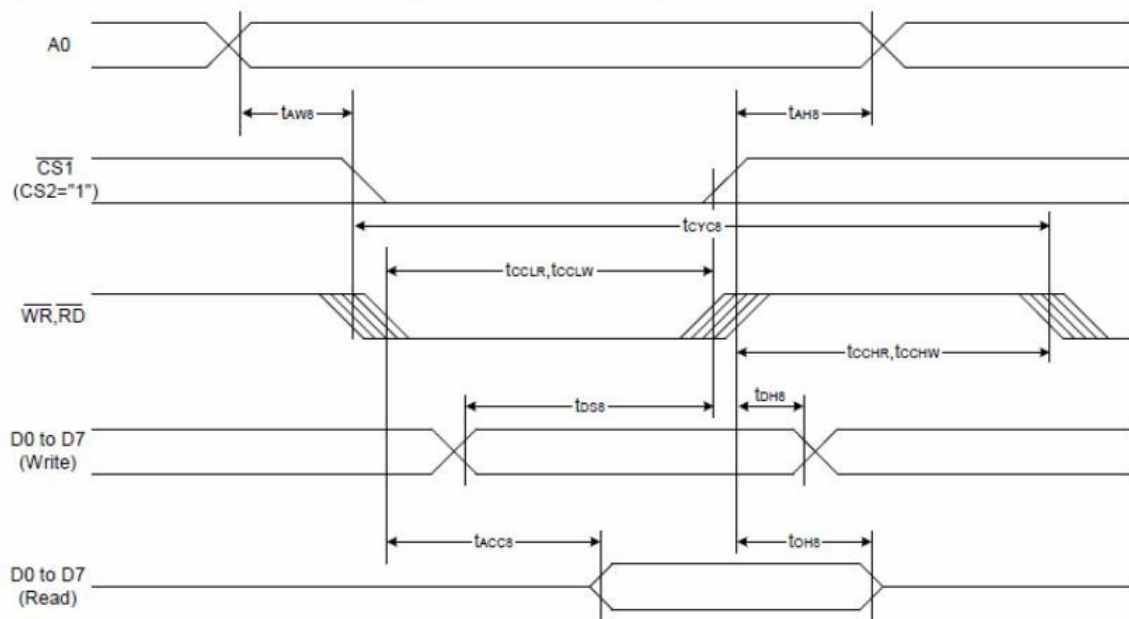 A0
tAW8
tAH8
CS1
(CS2="1")
tCYC8
tCCLR,tCCLW
WR,RD
tCCHR,tCCHW
tDS8
tDH8
D0 to D7
(Write)
tACC8
tOH8
D0 to D7
(Read)